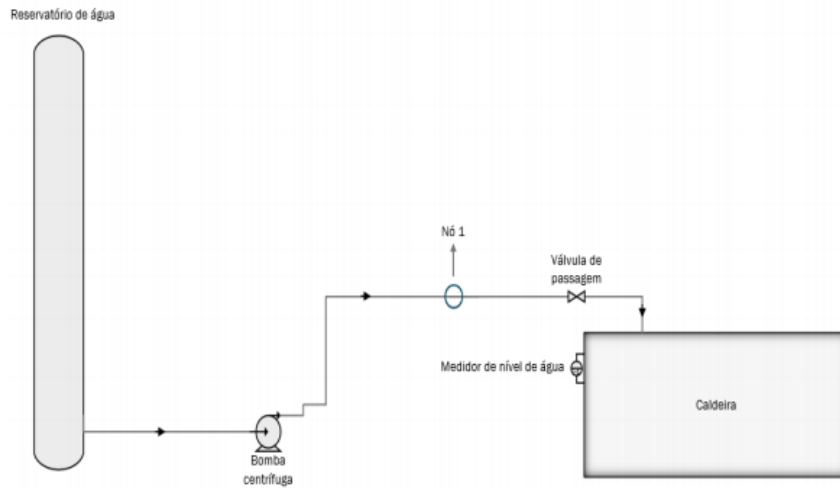 Reservatório de água
Nó 1
Válvula de
passagem
Medidor de nível de água
Caldeira
Bomba
centrífuga